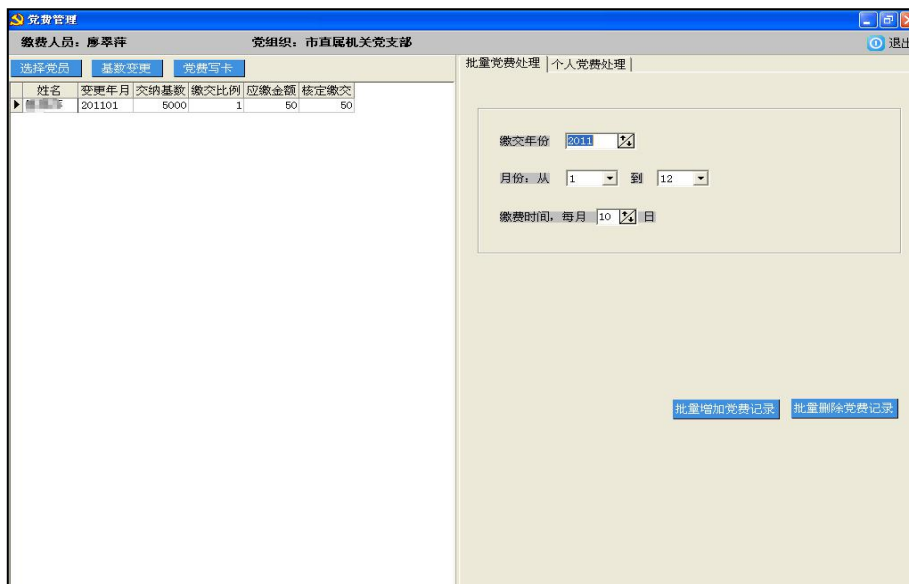 党费管理
缴费人员：廖翠萍 党组织：市直属机关党支部 退出
选择党员 基数变更 党费写卡
批量党费处理 个人党费处理
姓名 变更年月 交纳基数 缴交比例 应缴金额 核定缴交
201101 5000 1 50 50
缴交年份 2011
月份：从 1 到 12
缴费时间，每月 10 日
批量增加党费记录 批量删除党费记录